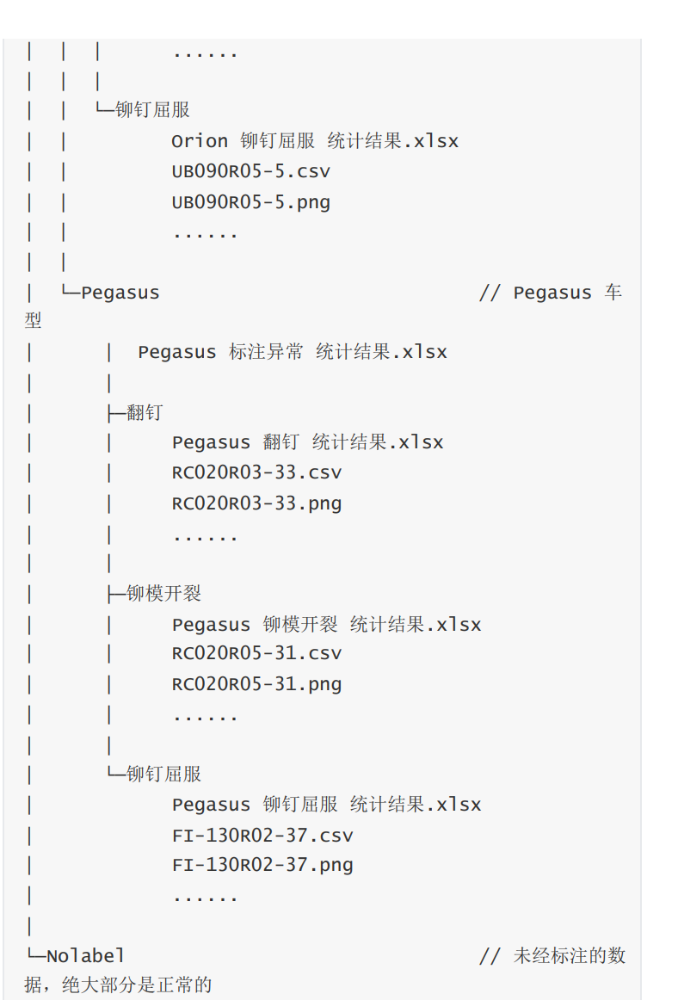 │  │  │      ......
│  │  │
│  │  └─铆钉屈服
│  │         Orion 铆钉屈服 统计结果.xlsx
│  │         UB090R05-5.csv
│  │         UB090R05-5.png
│  │         ......
│  │
│  └─Pegasus                            // Pegasus 车
型
│      │  Pegasus 标注异常 统计结果.xlsx
│      │
│      ├─翻钉
│      │     Pegasus 翻钉 统计结果.xlsx
│      │     RC020R03-33.csv
│      │     RC020R03-33.png
│      │     ......
│      │
│      ├─铆模开裂
│      │     Pegasus 铆模开裂 统计结果.xlsx
│      │     RC020R05-31.csv
│      │     RC020R05-31.png
│      │     ......
│      │
│      └─铆钉屈服
│            Pegasus 铆钉屈服 统计结果.xlsx
│            FI-130R02-37.csv
│            FI-130R02-37.png
│            ......
│
└─Nolabel                               // 未经标注的数
据，绝大部分是正常的